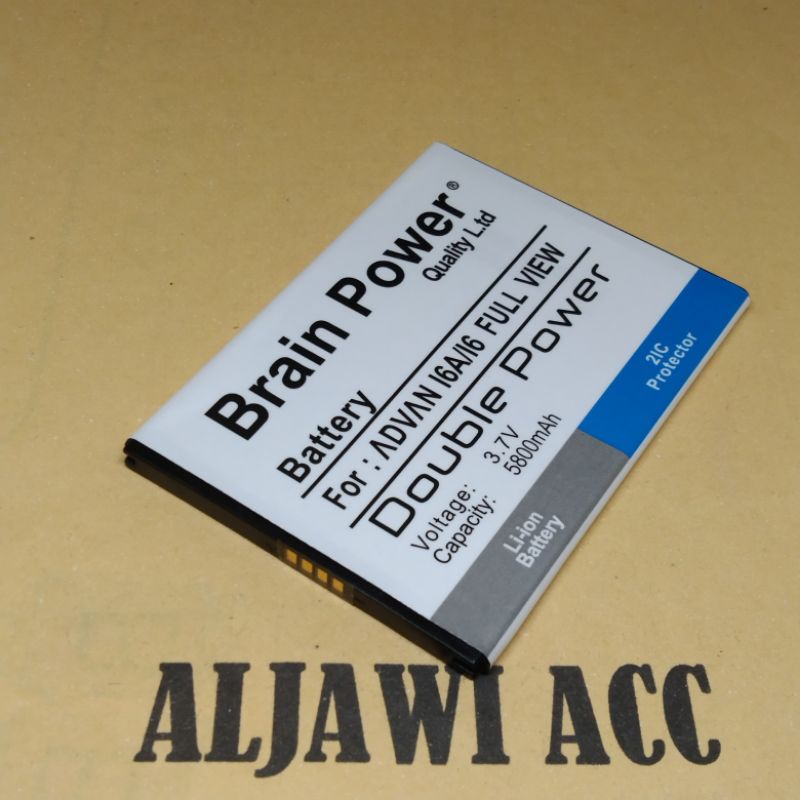 Brain Power®
Quality L.td
Battery
For : ADVAN I6A/I6 FULL VIEW
Double Power
Voltage: 3.7V
Capacity: 5800mAh
Li-ion
Battery
2IC
Protector
ALJAWI ACC